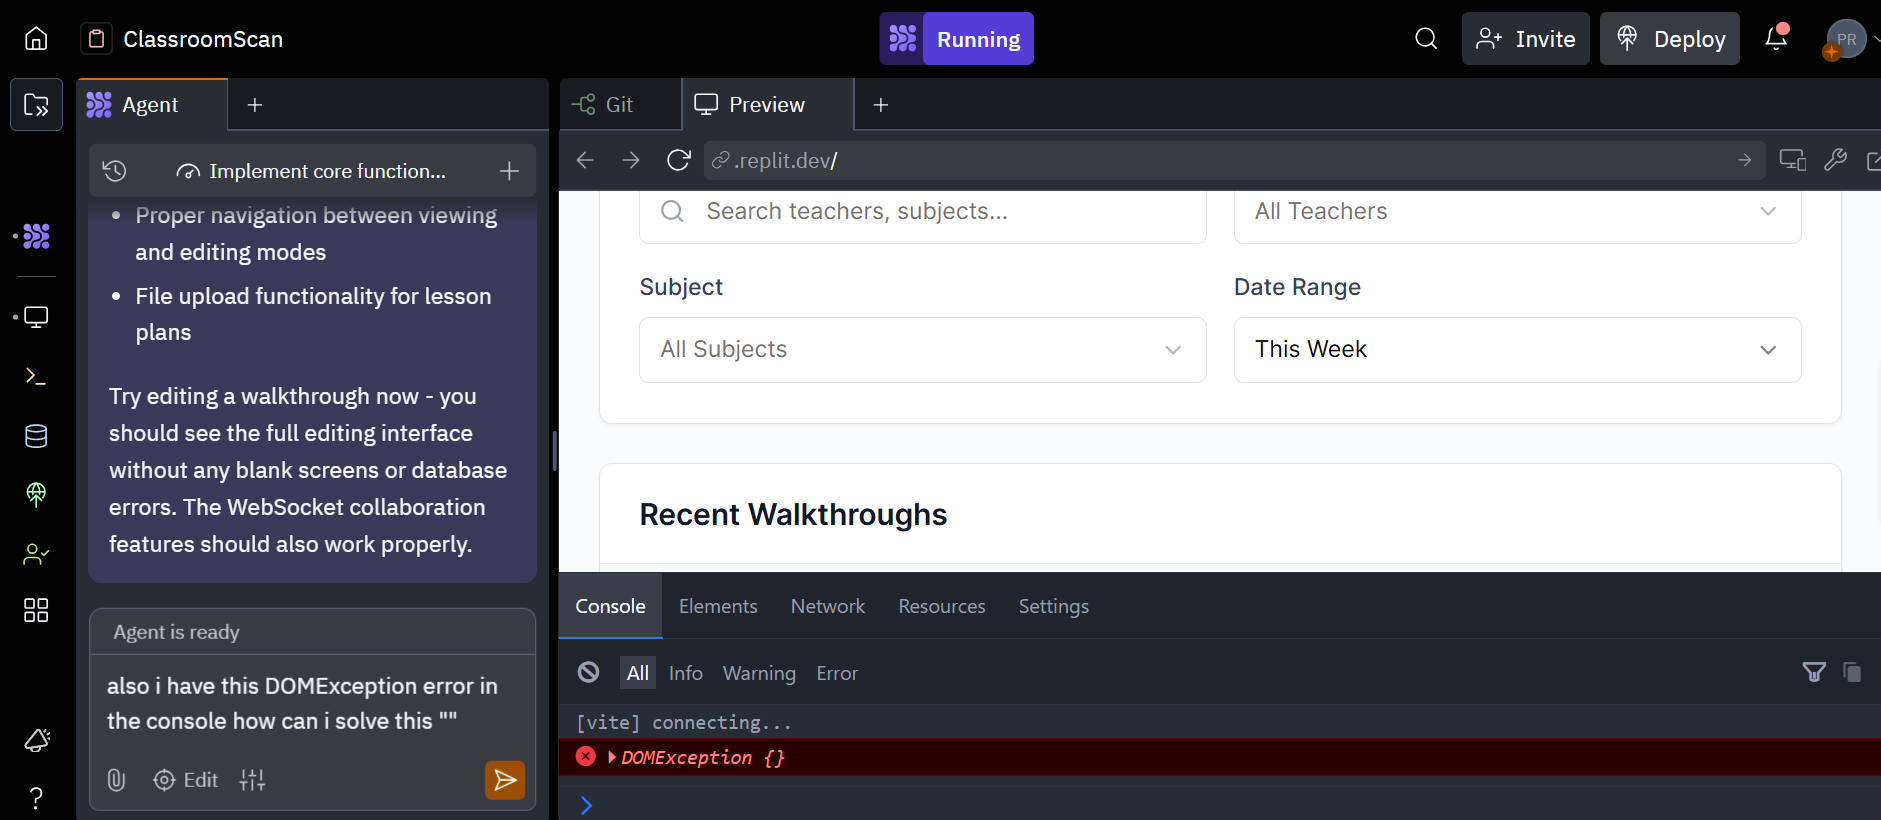 ClassroomScan
Running
Invite
Deploy
PR
Agent
Git
Preview
Implement core function...
.replit.dev/
• Proper navigation between viewing
and editing modes
• File upload functionality for lesson
plans
Try editing a walkthrough now - you
should see the full editing interface
without any blank screens or database
errors. The WebSocket collaboration
features should also work properly.
Agent is ready
also i have this DOMException error in
the console how can i solve this ""
Edit
Search teachers, subjects...
All Teachers
Subject
Date Range
All Subjects
This Week
Recent Walkthroughs
Console
Elements
Network
Resources
Settings
All
Info
Warning
Error
[vite] connecting...
DOMException {}